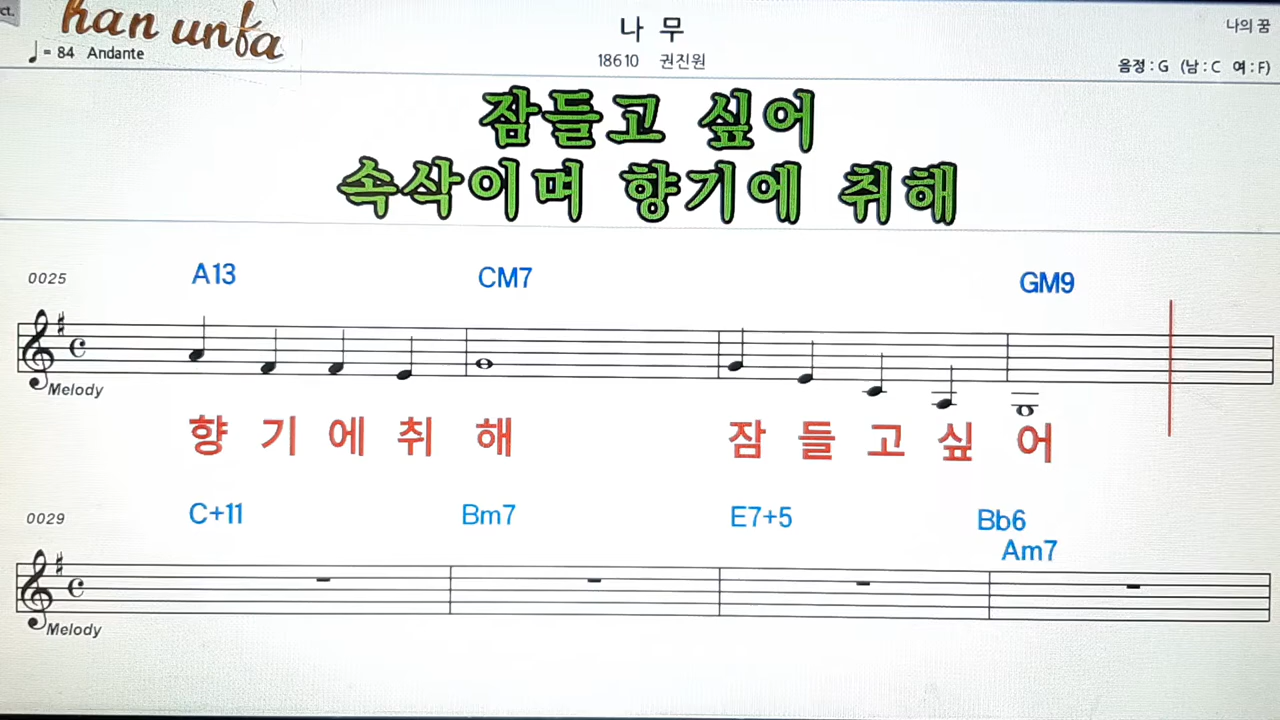 ct.
han unfa
나 무
나의 꿈
♩= 84 Andante
18610 권진원
음정 : G (남 : C 여 : F)
잠들고 싶어
속삭이며 향기에 취해
0025 A13 CM7 GM9
Melody
향 기 에 취 해 잠 들 고 싶 어
0029 C+11 Bm7 E7+5 Bb6
Am7
Melody